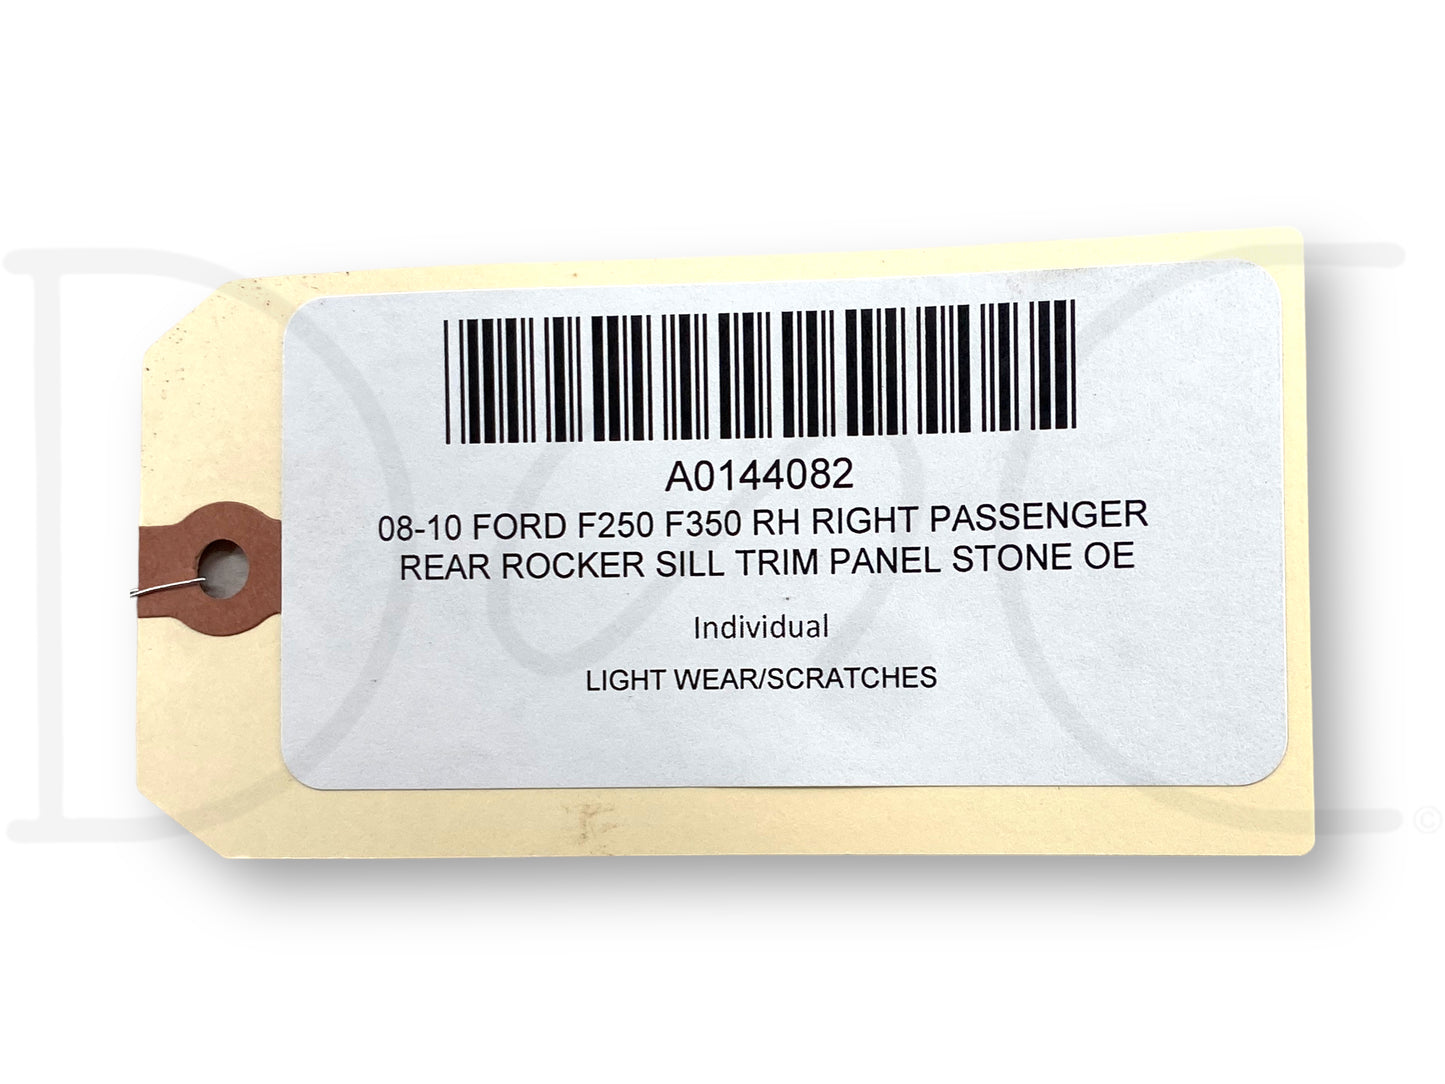 A0144082
08-10 FORD F250 F350 RH RIGHT PASSENGER
REAR ROCKER SILL TRIM PANEL STONE OE
Individual
LIGHT WEAR/SCRATCHES
©